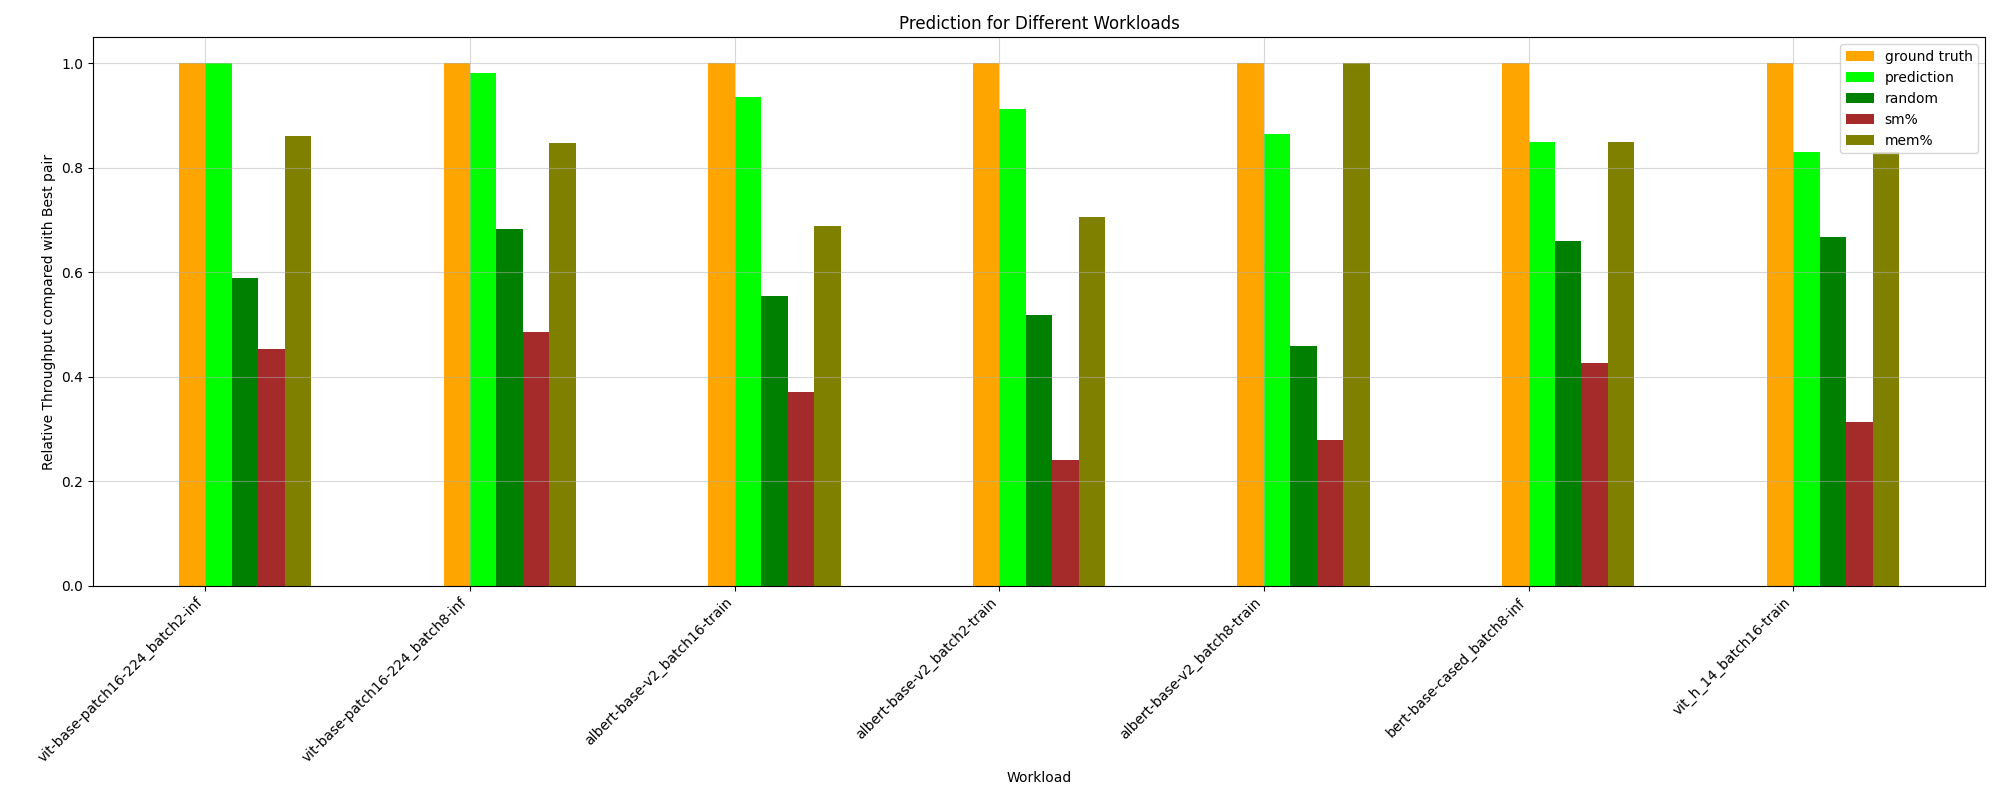 Prediction for Different Workloads
Relative Throughput compared with Best pair
1.0
0.8
0.6
0.4
0.2
0.0
ground truth
prediction
random
sm%
mem%
vit-base-patch16-224_batch2-inf
vit-base-patch16-224_batch8-inf
albert-base-v2_batch16-train
albert-base-v2_batch2-train
albert-base-v2_batch8-train
bert-base-cased_batch8-inf
vit_h_14_batch16-train
Workload